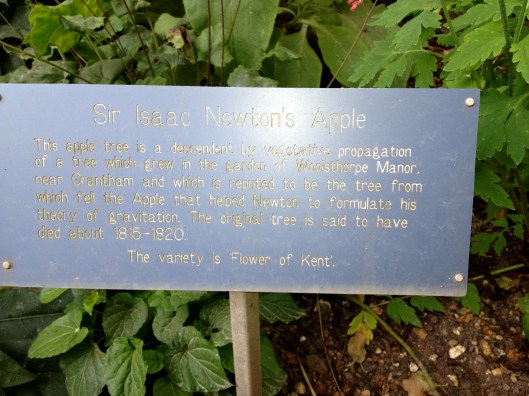 Sir Isaac Newton's Apple
This apple tree is a descendent by vegetative propagation
of a tree which grew in the garden of Woolsthorpe Manor,
near Grantham and which is reputed to be the tree from
which fell the Apple that helped Newton to formulate his
theory of gravitation. The original tree is said to have
died about 1815-1820.
The variety is 'Flower of Kent'.